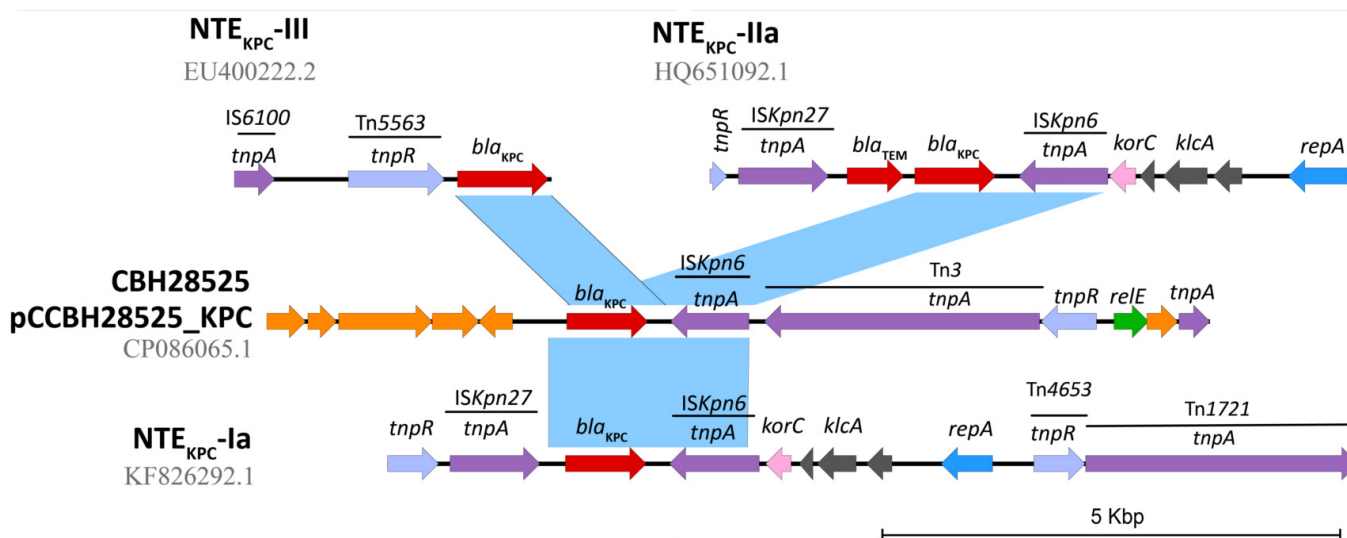 NTEKPC-III
EU400222.2
NTEKPC-IIa
HQ651092.1
IS6100
tnpA
Tn5563
tnpR
blaKPC
tnpR
ISKpn27
tnpA
blaTEM
blaKPC
ISKpn6
tnpA
korC
klcA
repA
CBH28525
pCCBH28525_KPC
CP086065.1
blaKPC
ISKpn6
tnpA
Tn3
tnpA
tnpR
relE
tnpA
NTEKPC-Ia
KF826292.1
tnpR
ISKpn27
tnpA
blaKPC
ISKpn6
tnpA
korC
klcA
repA
Tn4653
tnpR
Tn1721
tnpA
5 Kbp